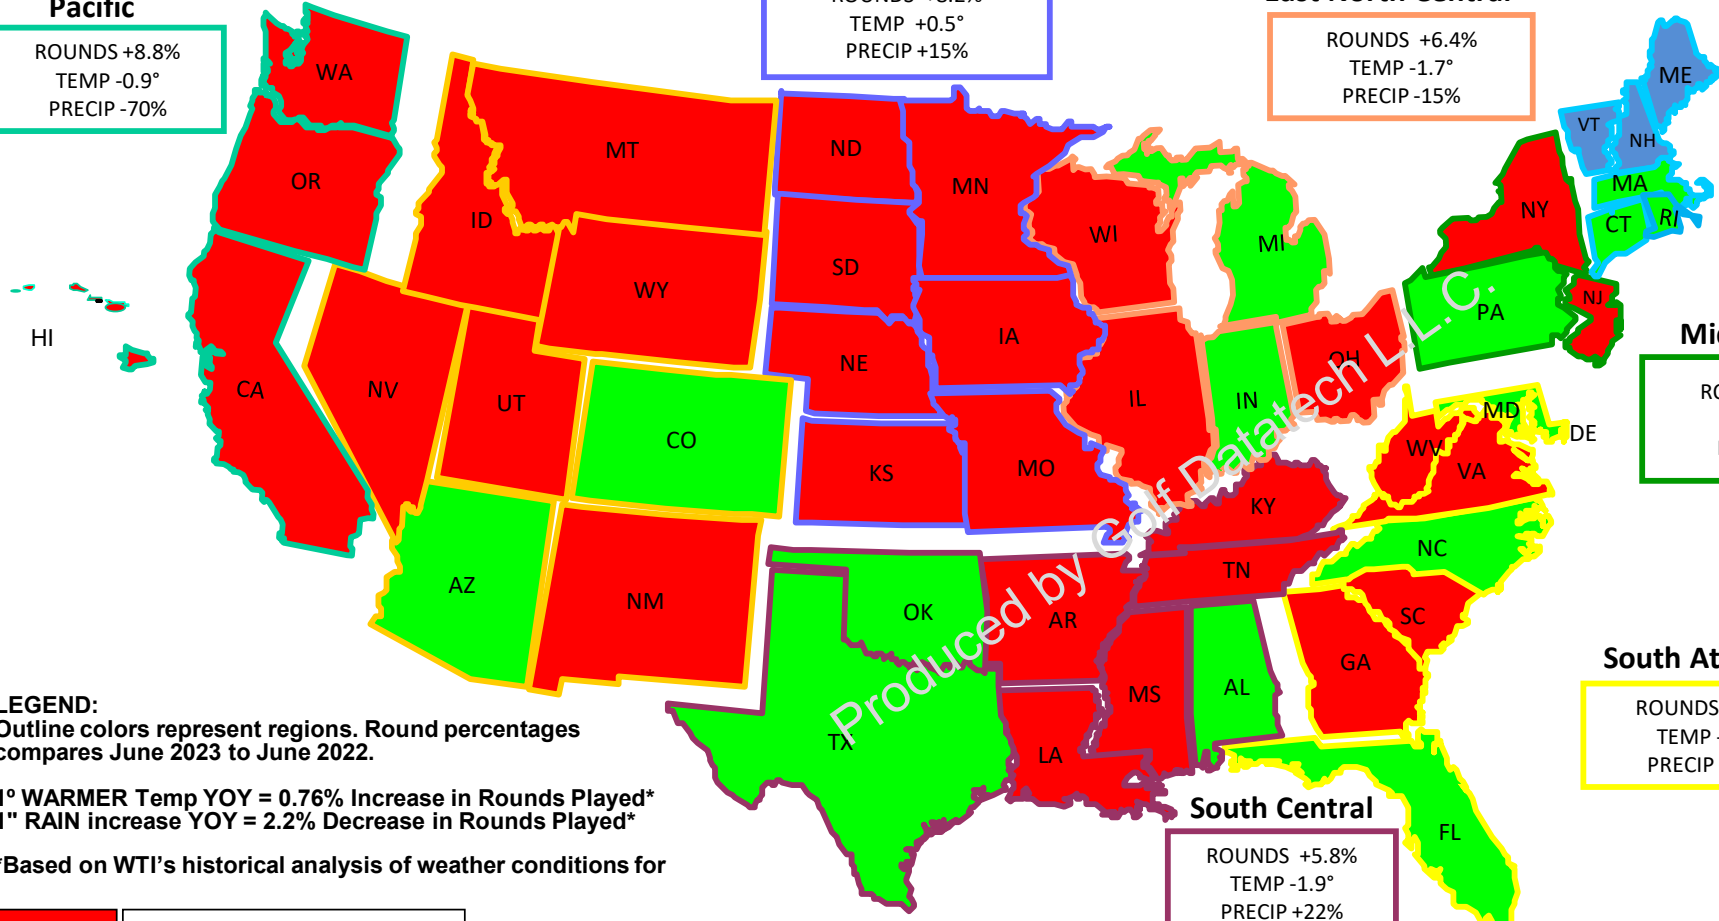 Pacific
ROUNDS +8.8%
TEMP -0.9°
PRECIP -70%
TEMP +0.5°
PRECIP +15%
ROUNDS +6.4%
TEMP -1.7°
PRECIP -15%
WA
OR
CA
HI
MT
ID
WY
NV
UT
CO
AZ
NM
ND
SD
NE
KS
MN
IA
MO
WI
MI
IL
IN
OH
OK
TX
AR
LA
KY
TN
MS
AL
ME
VT
NH
MA
CT
RI
NY
PA
NJ
MD
DE
WV
VA
NC
SC
GA
FL
ROUNDS
TEMP
PRECIP
South Central
ROUNDS +5.8%
TEMP -1.9°
PRECIP +22%
LEGEND:
Outline colors represent regions. Round percentages
compares June 2023 to June 2022.
1º WARMER Temp YOY = 0.76% Increase in Rounds Played*
1" RAIN increase YOY = 2.2% Decrease in Rounds Played*
*Based on WTI's historical analysis of weather conditions for
Produced by Golf Datatech L.L.C.